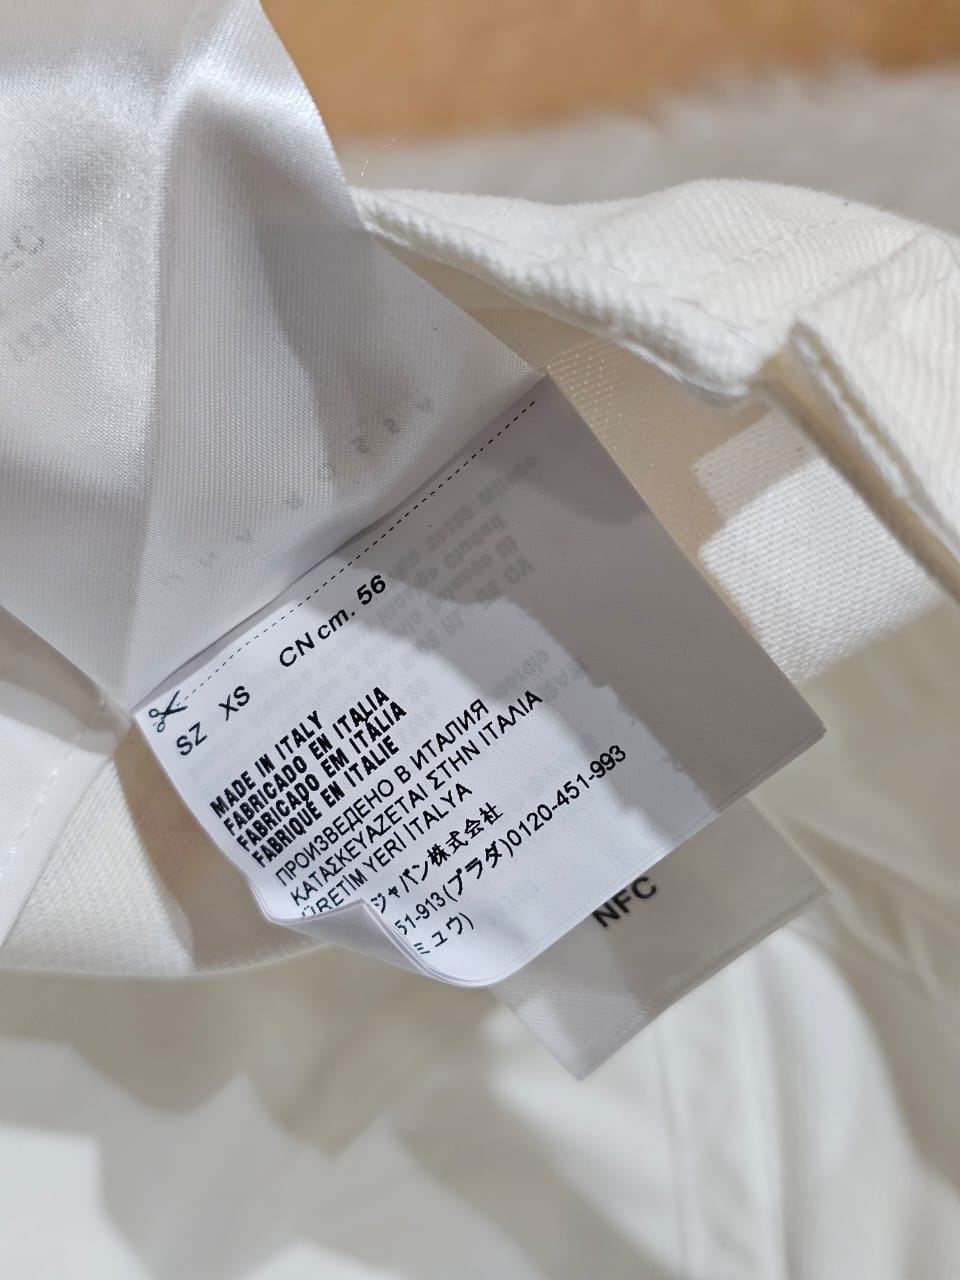 SZ XS CN cm. 56
MADE IN ITALY
FABRICADO EN ITALIA
FABRICADO EM ITALIA
FABRIQUÉ EN ITALIE
ПРОИЗВЕДЕНО В ИТАЛИЯ
ΚΑΤΑΣΚΕΥΑΖΕΤΑΙ ΣΤΗΝ ΙΤΑΛΙΑ
ÜRETİM YERİ İTALYA
ジャパン株式会社
51-913(プラダ)0120-451-993
ミュウ)
NFC